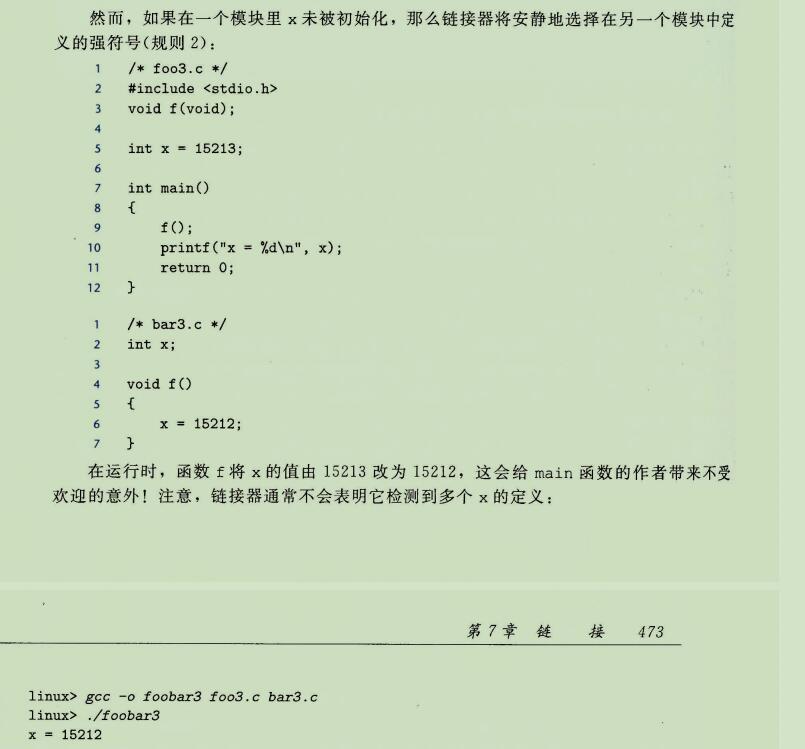 然而，如果在一个模块里 x 未被初始化，那么链接器将安静地选择在另一个模块中定
义的强符号(规则 2)：
1 /* foo3.c */
2 #include <stdio.h>
3 void f(void);
4
5 int x = 15213;
6
7 int main()
8 {
9 f();
10 printf("x = %d\n", x);
11 return 0;
12 }
1 /* bar3.c */
2 int x;
3
4 void f()
5 {
6 x = 15212;
7 }
在运行时，函数 f 将 x 的值由 15213 改为 15212，这会给 main 函数的作者带来不受
欢迎的意外！注意，链接器通常不会表明它检测到多个 x 的定义：
第 7 章 链 接 473
linux> gcc -o foobar3 foo3.c bar3.c
linux> ./foobar3
x = 15212